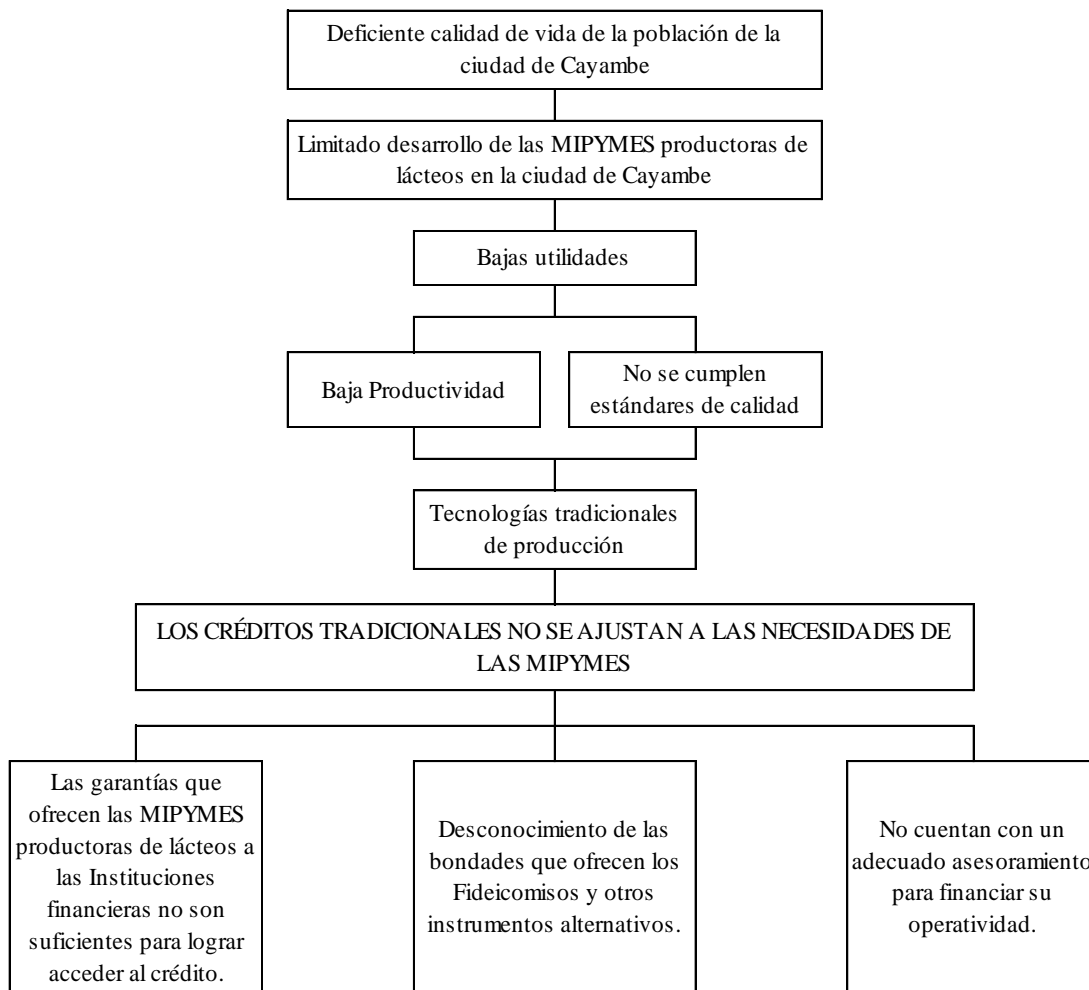 Deficiente calidad de vida de la población de la
ciudad de Cayambe
Limitado desarrollo de las MIPYMES productoras de
lácteos en la ciudad de Cayambe
Bajas utilidades
Baja Productividad
No se cumplen
estándares de calidad
Tecnologías tradicionales
de producción
LOS CRÉDITOS TRADICIONALES NO SE AJUSTAN A LAS NECESIDADES DE
LAS MIPYMES
Las garantías que
ofrecen las MIPYMES
productoras de lácteos a
las Instituciones
financieras no son
suficientes para lograr
acceder al crédito.
Desconocimiento de las
bondades que ofrecen los
Fideicomisos y otros
instrumentos alternativos.
No cuentan con un
adecuado asesoramiento
para financiar su
operatividad.